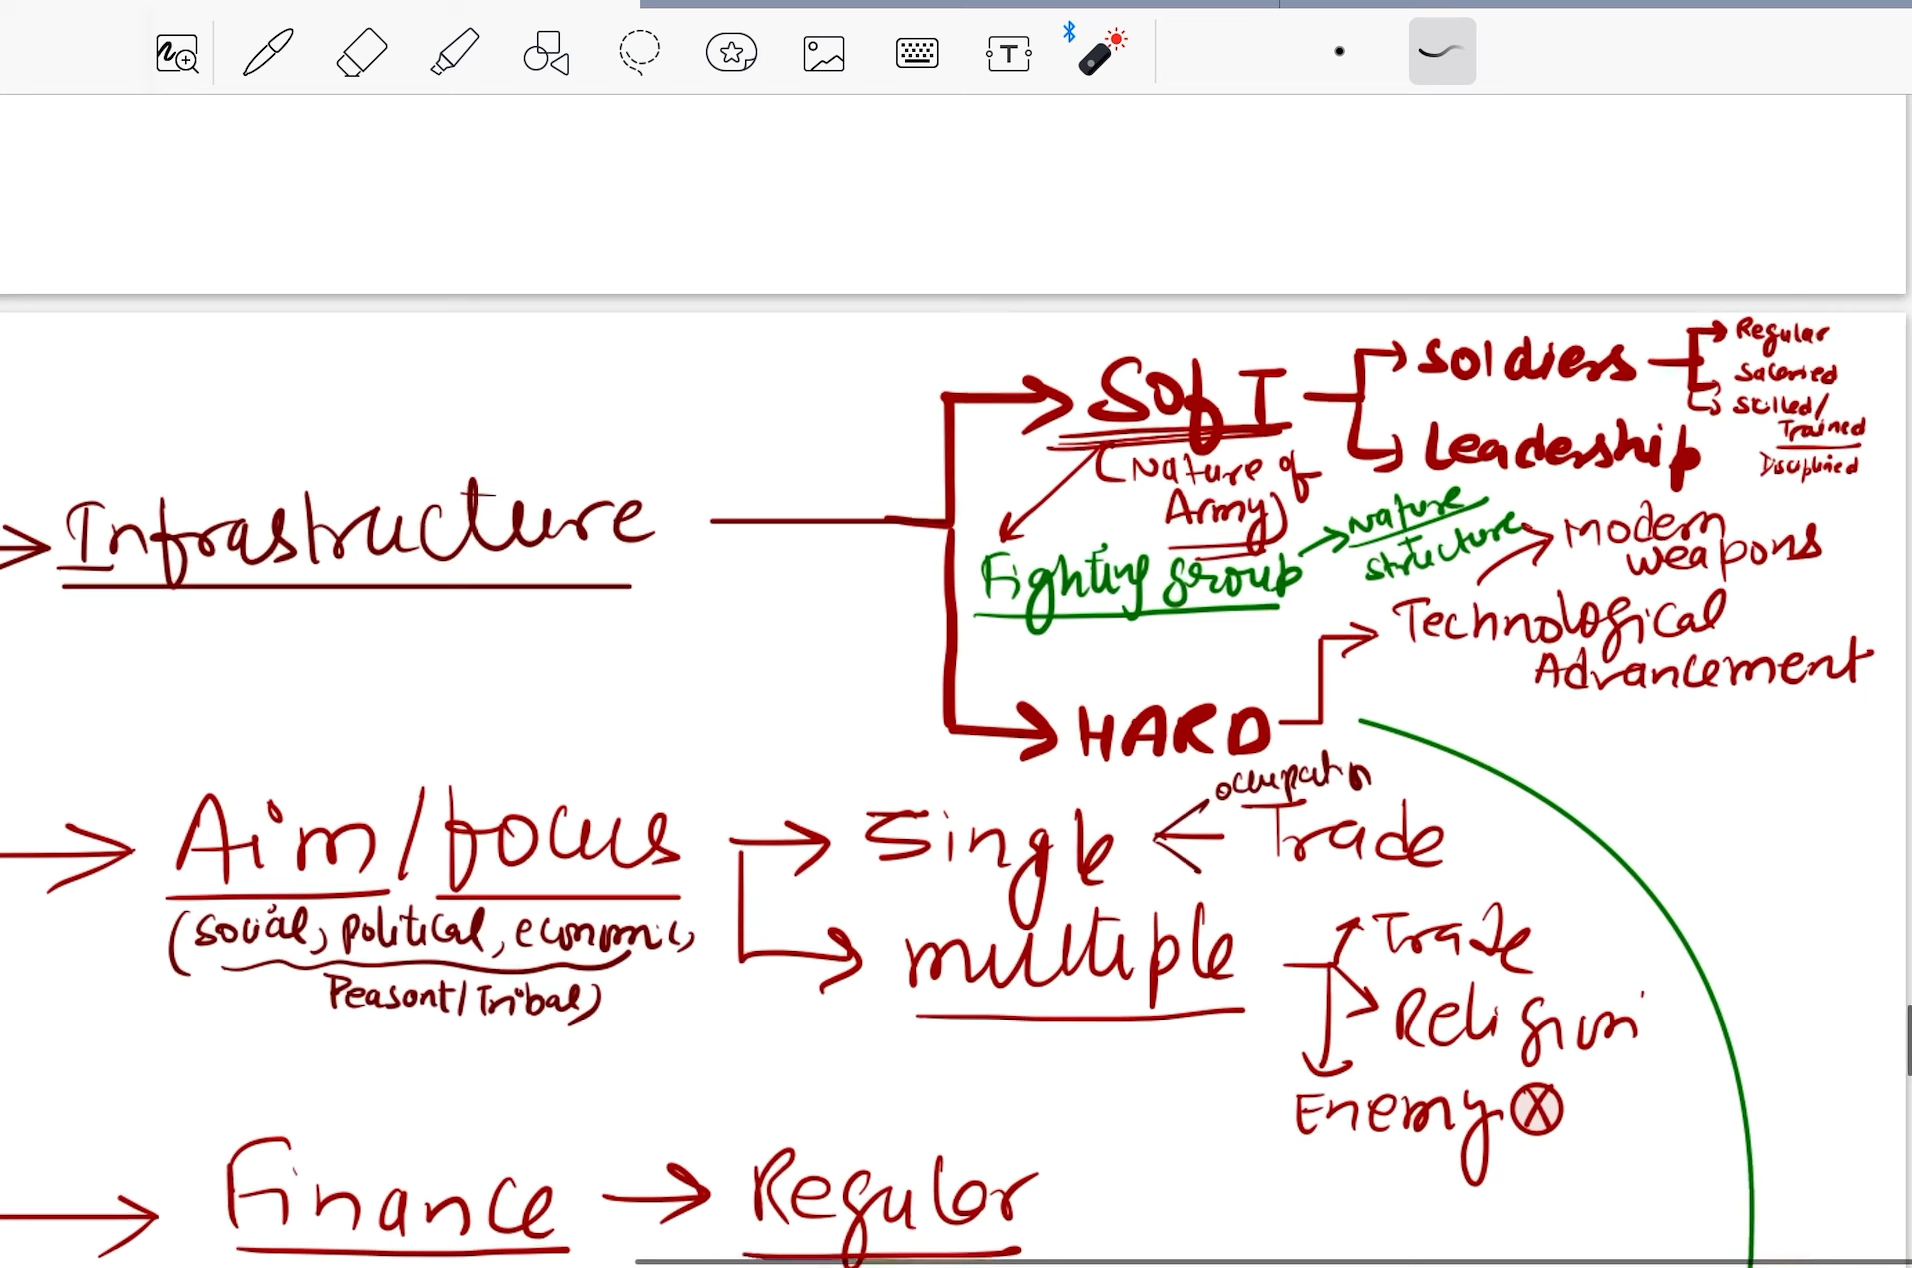 Regular
Soldiers
Salaried
Skilled/
Trained
Disciplined
SOfT
Leadership
(Nature of
Army)
Nature
structure
Modern
weapons
Infrastructure
Fighting group
Technological
Advancement
HARD
occupatn
Aim/focus
Single
Trade
(Social, political, economic,
Peasant/Tribal)
multiple
Trade
Religion
Enemy X
Finance
Regular
T